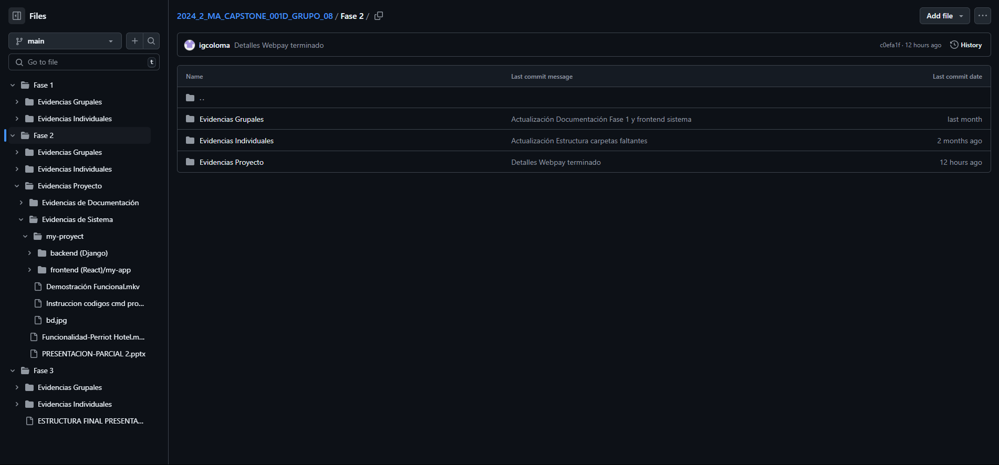 Files
main
Go to file
t
Fase 1
Evidencias Grupales
Evidencias Individuales
Fase 2
Evidencias Grupales
Evidencias Individuales
Evidencias Proyecto
Evidencias de Documentación
Evidencias de Sistema
my-proyect
backend (Django)
frontend (React)/my-app
Demostración Funcional.mkv
Instruccion codigos cmd pro...
bd.jpg
Funcionalidad-Perriot Hotel.m...
PRESENTACION-PARCIAL 2.pptx
Fase 3
Evidencias Grupales
Evidencias Individuales
ESTRUCTURA FINAL PRESENTA...
2024_2_MA_CAPSTONE_001D_GRUPO_08 / Fase 2 /
Add file
igcoloma Detalles Webpay terminado c0efa1f · 12 hours ago History
Name Last commit message Last commit date
..
Evidencias Grupales Actualización Documentación Fase 1 y frontend sistema last month
Evidencias Individuales Actualización Estructura carpetas faltantes 2 months ago
Evidencias Proyecto Detalles Webpay terminado 12 hours ago